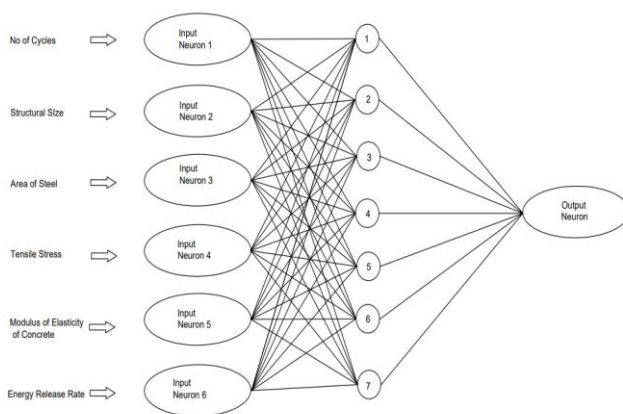 No of Cycles
Input
Neuron 1
1
Structural SIze
Input
Neuron 2
2
Area of Steel
Input
Neuron 3
3
Tensile Stress
Input
Neuron 4
4
Modulus of Elasticity
of Concrete
Input
Neuron 5
5
Energy Release Rate
Input
Neuron 6
6
7
Output
Neuron